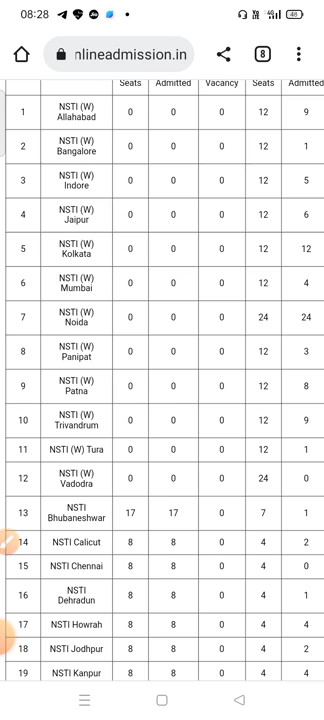 08:28
48
nlineadmission.in
8
Seats Admitted Vacancy Seats Admitted
1 NSTI (W) Allahabad 0 0 0 12 9
2 NSTI (W) Bangalore 0 0 0 12 1
3 NSTI (W) Indore 0 0 0 12 5
4 NSTI (W) Jaipur 0 0 0 12 6
5 NSTI (W) Kolkata 0 0 0 12 12
6 NSTI (W) Mumbai 0 0 0 12 4
7 NSTI (W) Noida 0 0 0 24 24
8 NSTI (W) Panipat 0 0 0 12 3
9 NSTI (W) Patna 0 0 0 12 8
10 NSTI (W) Trivandrum 0 0 0 12 9
11 NSTI (W) Tura 0 0 0 12 1
12 NSTI (W) Vadodra 0 0 0 24 0
13 NSTI Bhubaneshwar 17 17 0 7 1
14 NSTI Calicut 8 8 0 4 2
15 NSTI Chennai 8 8 0 4 0
16 NSTI Dehradun 8 8 0 4 1
17 NSTI Howrah 8 8 0 4 4
18 NSTI Jodhpur 8 8 0 4 2
19 NSTI Kanpur 8 8 0 4 4